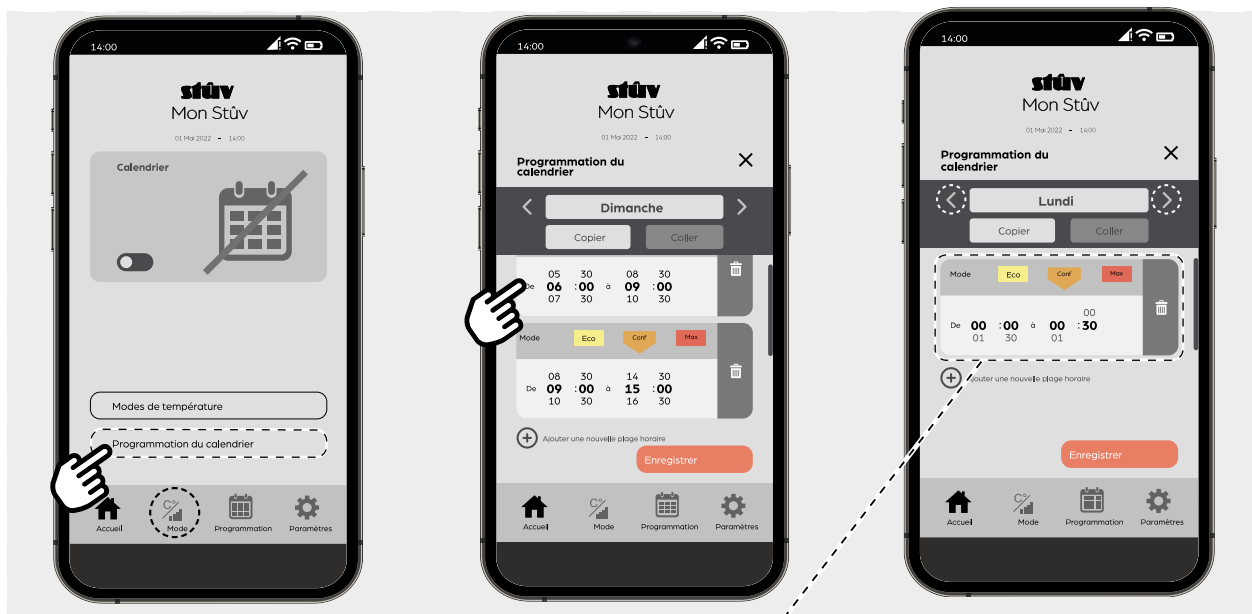 14:00
stûv
Mon Stûv
01 Mai 2022 - 14:00
Calendrier
Modes de température
Programmation du calendrier
C°/
Accueil
Mode
Programmation
Paramètres
14:00
stûv
Mon Stûv
01 Mai 2022 - 14:00
Programmation du
calendrier
Dimanche
Copier
Coller
05 30 08 30
De 06 :00 à 09 :00
07 30 10 30
Mode Eco Conf Max
08 30 14 30
De 09 :00 à 15 :00
10 30 16 30
Ajouter une nouvelle plage horaire
Enregistrer
C°/
Accueil
Mode
Programmation
Paramètres
14:00
stûv
Mon Stûv
01 Mai 2022 - 14:00
Programmation du
calendrier
Lundi
Copier
Coller
Mode Eco Conf Max
00
De 00 :00 à 00 :30
01 30 01
Ajouter une nouvelle plage horaire
Enregistrer
C°/
Accueil
Mode
Programmation
Paramètres